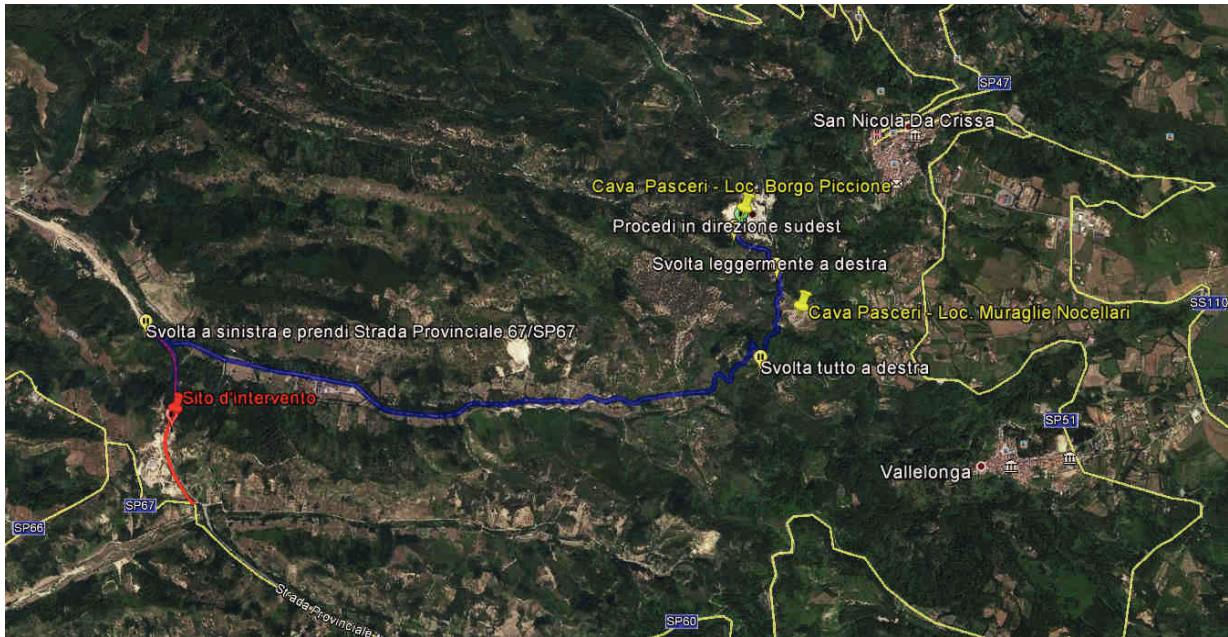 SP47
San Nicola Da Crissa
Cava Pasceri - Loc. Borgo Piccione
Procedi in direzione sudest
Svolta leggermente a destra
SS110
Cava Pasceri - Loc. Muraglie Nocellari
Svolta a sinistra e prendi Strada Provinciale 67/SP67
Svolta tutto a destra
Sito d'intervento
SP51
Vallelonga
SP67
SP66
Strada Provinciale
SP60